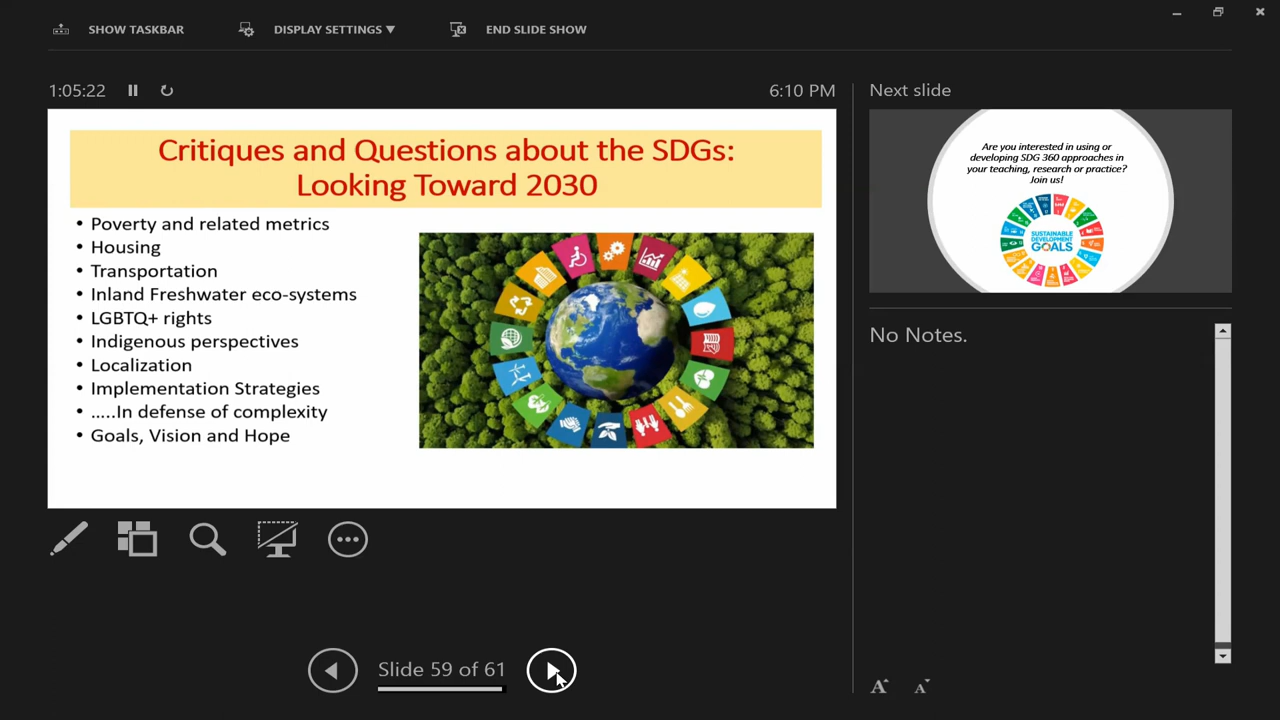 SHOW TASKBAR
DISPLAY SETTINGS ▼
END SLIDE SHOW
1:05:22
6:10 PM
Critiques and Questions about the SDGs:
Looking Toward 2030
• Poverty and related metrics
• Housing
• Transportation
• Inland Freshwater eco-systems
• LGBTQ+ rights
• Indigenous perspectives
• Localization
• Implementation Strategies
• .....In defense of complexity
• Goals, Vision and Hope
Slide 59 of 61
Next slide
Are you interested in using or
developing SDG 360 approaches in
your teaching, research or practice?
Join us!
SUSTAINABLE
DEVELOPMENT
GOALS
No Notes.
A A